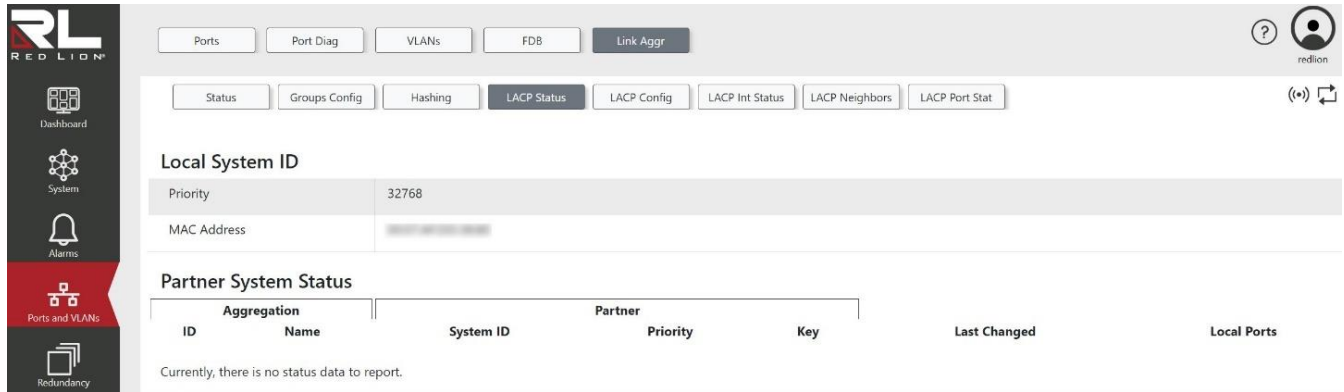 RL
RED LION®
Ports Port Diag VLANs FDB Link Aggr
?
redlion
Status Groups Config Hashing LACP Status LACP Config LACP Int Status LACP Neighbors LACP Port Stat
Dashboard
System
Alarms
Ports and VLANs
Redundancy
Local System ID
Priority 32768
MAC Address
Partner System Status
Aggregation Partner
ID Name System ID Priority Key Last Changed Local Ports
Currently, there is no status data to report.